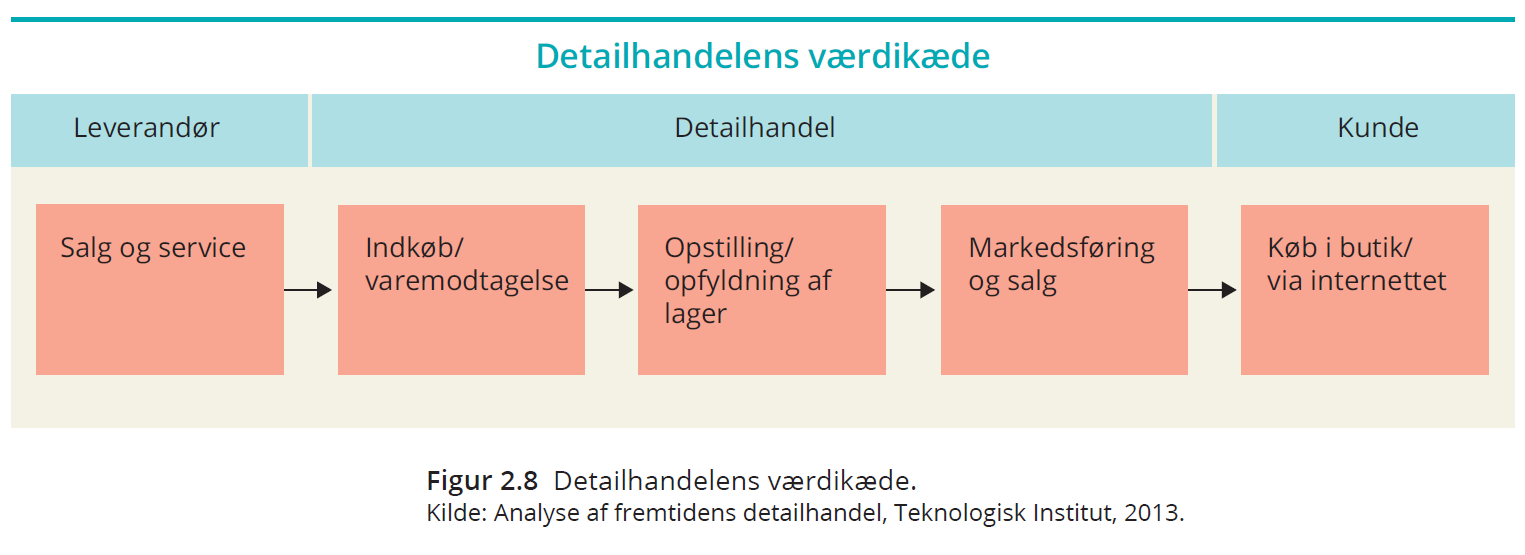 Detailhandelens værdikæde
Leverandør
Detailhandel
Kunde
Salg og service
Indkøb/
varemodtagelse
Opstilling/
opfyldning af
lager
Markedsføring
og salg
Køb i butik/
via internettet
Figur 2.8 Detailhandelens værdikæde.
Kilde: Analyse af fremtidens detailhandel, Teknologisk Institut, 2013.